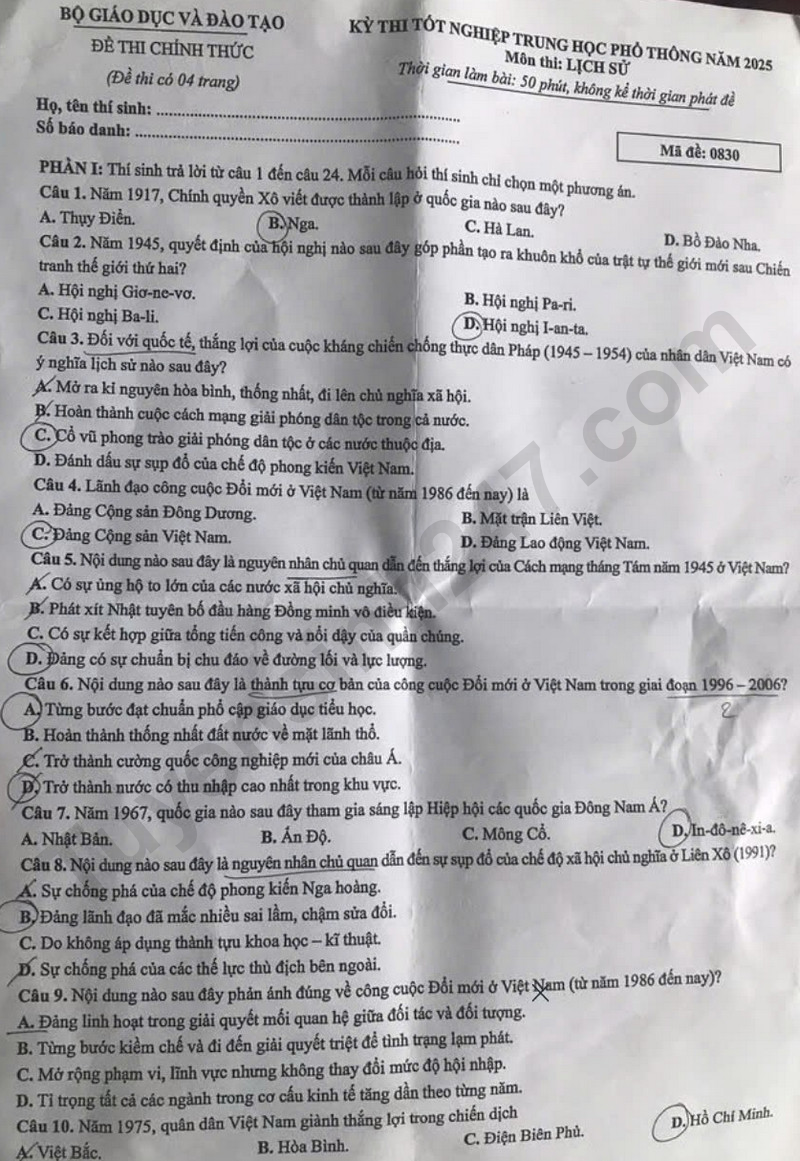 BỘ GIÁO DỤC VÀ ĐÀO TẠO
ĐỀ THI CHÍNH THỨC
(Đề thi có 04 trang)
KỲ THI TỐT NGHIỆP TRUNG HỌC PHỔ THÔNG NĂM 2025
Môn thi: LỊCH SỬ
Thời gian làm bài: 50 phút, không kể thời gian phát đề
Họ, tên thí sinh: ........................................
Số báo danh: ........................................
Mã đề: 0830
PHẦN I: Thí sinh trả lời từ câu 1 đến câu 24. Mỗi câu hỏi thí sinh chỉ chọn một phương án.
Câu 1. Năm 1917, Chính quyền Xô viết được thành lập ở quốc gia nào sau đây?
A. Thụy Điển. B. Nga. C. Hà Lan. D. Bồ Đào Nha.
Câu 2. Năm 1945, quyết định của hội nghị nào sau đây góp phần tạo ra khuôn khổ của trật tự thế giới mới sau Chiến
tranh thế giới thứ hai?
A. Hội nghị Giơ-ne-vơ. B. Hội nghị Pa-ri.
C. Hội nghị Ba-li. D. Hội nghị I-an-ta.
Câu 3. Đối với quốc tế, thắng lợi của cuộc kháng chiến chống thực dân Pháp (1945 – 1954) của nhân dân Việt Nam có
ý nghĩa lịch sử nào sau đây?
A. Mở ra kỉ nguyên hòa bình, thống nhất, đi lên chủ nghĩa xã hội.
B. Hoàn thành cuộc cách mạng giải phóng dân tộc trong cả nước.
C. Cổ vũ phong trào giải phóng dân tộc ở các nước thuộc địa.
D. Đánh dấu sự sụp đổ của chế độ phong kiến Việt Nam.
Câu 4. Lãnh đạo công cuộc Đổi mới ở Việt Nam (từ năm 1986 đến nay) là
A. Đảng Cộng sản Đông Dương. B. Mặt trận Liên Việt.
C. Đảng Cộng sản Việt Nam. D. Đảng Lao động Việt Nam.
Câu 5. Nội dung nào sau đây là nguyên nhân chủ quan dẫn đến thắng lợi của Cách mạng tháng Tám năm 1945 ở Việt Nam?
A. Có sự ủng hộ to lớn của các nước xã hội chủ nghĩa.
B. Phát xít Nhật tuyên bố đầu hàng Đồng minh vô điều kiện.
C. Có sự kết hợp giữa tổng tiến công và nổi dậy của quần chúng.
D. Đảng có sự chuẩn bị chu đáo về đường lối và lực lượng.
Câu 6. Nội dung nào sau đây là thành tựu cơ bản của công cuộc Đổi mới ở Việt Nam trong giai đoạn 1996 – 2006?
A. Từng bước đạt chuẩn phổ cập giáo dục tiểu học.
B. Hoàn thành thống nhất đất nước về mặt lãnh thổ.
C. Trở thành cường quốc công nghiệp mới của châu Á.
D. Trở thành nước có thu nhập cao nhất trong khu vực.
Câu 7. Năm 1967, quốc gia nào sau đây tham gia sáng lập Hiệp hội các quốc gia Đông Nam Á?
A. Nhật Bản. B. Ấn Độ. C. Mông Cổ. D. In-đô-nê-xi-a.
Câu 8. Nội dung nào sau đây là nguyên nhân chủ quan dẫn đến sự sụp đổ của chế độ xã hội chủ nghĩa ở Liên Xô (1991)?
A. Sự chống phá của chế độ phong kiến Nga hoàng.
B. Đảng lãnh đạo đã mắc nhiều sai lầm, chậm sửa đổi.
C. Do không áp dụng thành tựu khoa học – kĩ thuật.
D. Sự chống phá của các thế lực thù địch bên ngoài.
Câu 9. Nội dung nào sau đây phản ánh đúng về công cuộc Đổi mới ở Việt Nam (từ năm 1986 đến nay)?
A. Đảng linh hoạt trong giải quyết mối quan hệ giữa đối tác và đối tượng.
B. Từng bước kiềm chế và đi đến giải quyết triệt để tình trạng lạm phát.
C. Mở rộng phạm vi, lĩnh vực nhưng không thay đổi mức độ hội nhập.
D. Tỉ trọng tất cả các ngành trong cơ cấu kinh tế tăng dần theo từng năm.
Câu 10. Năm 1975, quân dân Việt Nam giành thắng lợi trong chiến dịch
A. Việt Bắc. B. Hòa Bình. C. Điện Biên Phủ. D. Hồ Chí Minh.